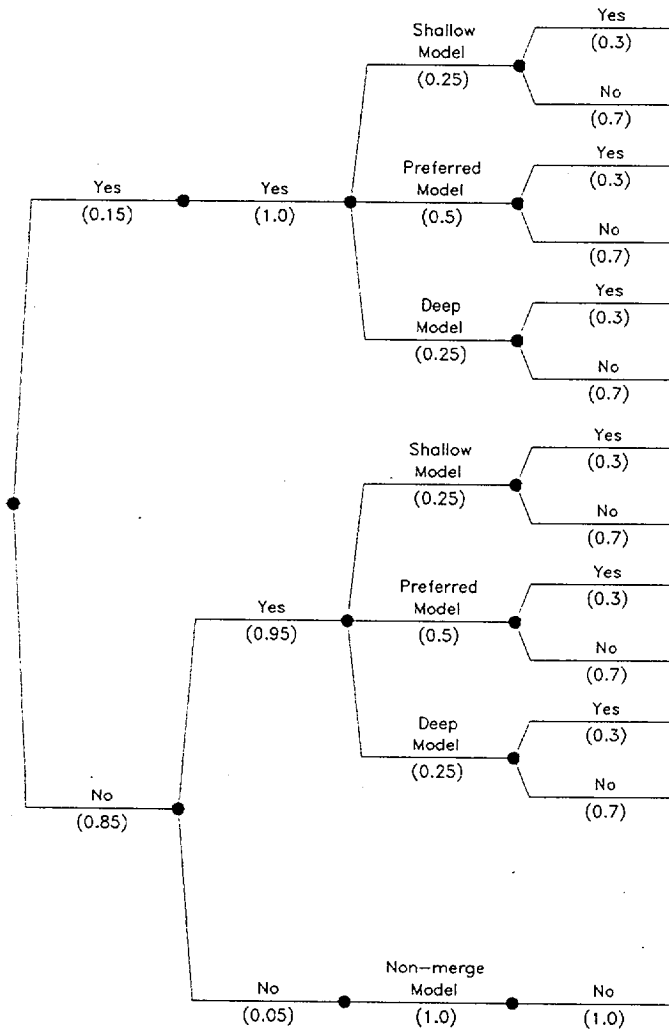 Yes
Shallow
Model
(0.3)
(0.25)
No
(0.7)
Yes
Preferred
Model
(0.3)
Yes
(0.15)
Yes
(1.0)
(0.5)
No
(0.7)
Yes
Deep
Model
(0.3)
(0.25)
No
(0.7)
Yes
Shallow
Model
(0.3)
(0.25)
No
(0.7)
Yes
Preferred
Model
(0.3)
Yes
(0.95)
(0.5)
No
(0.7)
Yes
Deep
Model
(0.3)
(0.25)
No
(0.7)
No
(0.85)
Non-merge
Model
No
(0.05)
(1.0)
No
(1.0)